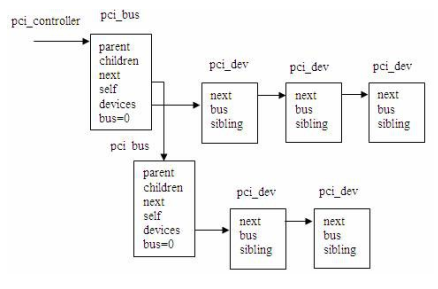 pci_bus
pci_controller
parent
children
next
self
devices
bus=0
pci_dev
next
bus
sibling
pci_dev
next
bus
sibling
pci_dev
next
bus
sibling
pci bus
parent
children
next
self
devices
bus=0
pci_dev
next
bus
sibling
pci_dev
next
bus
sibling